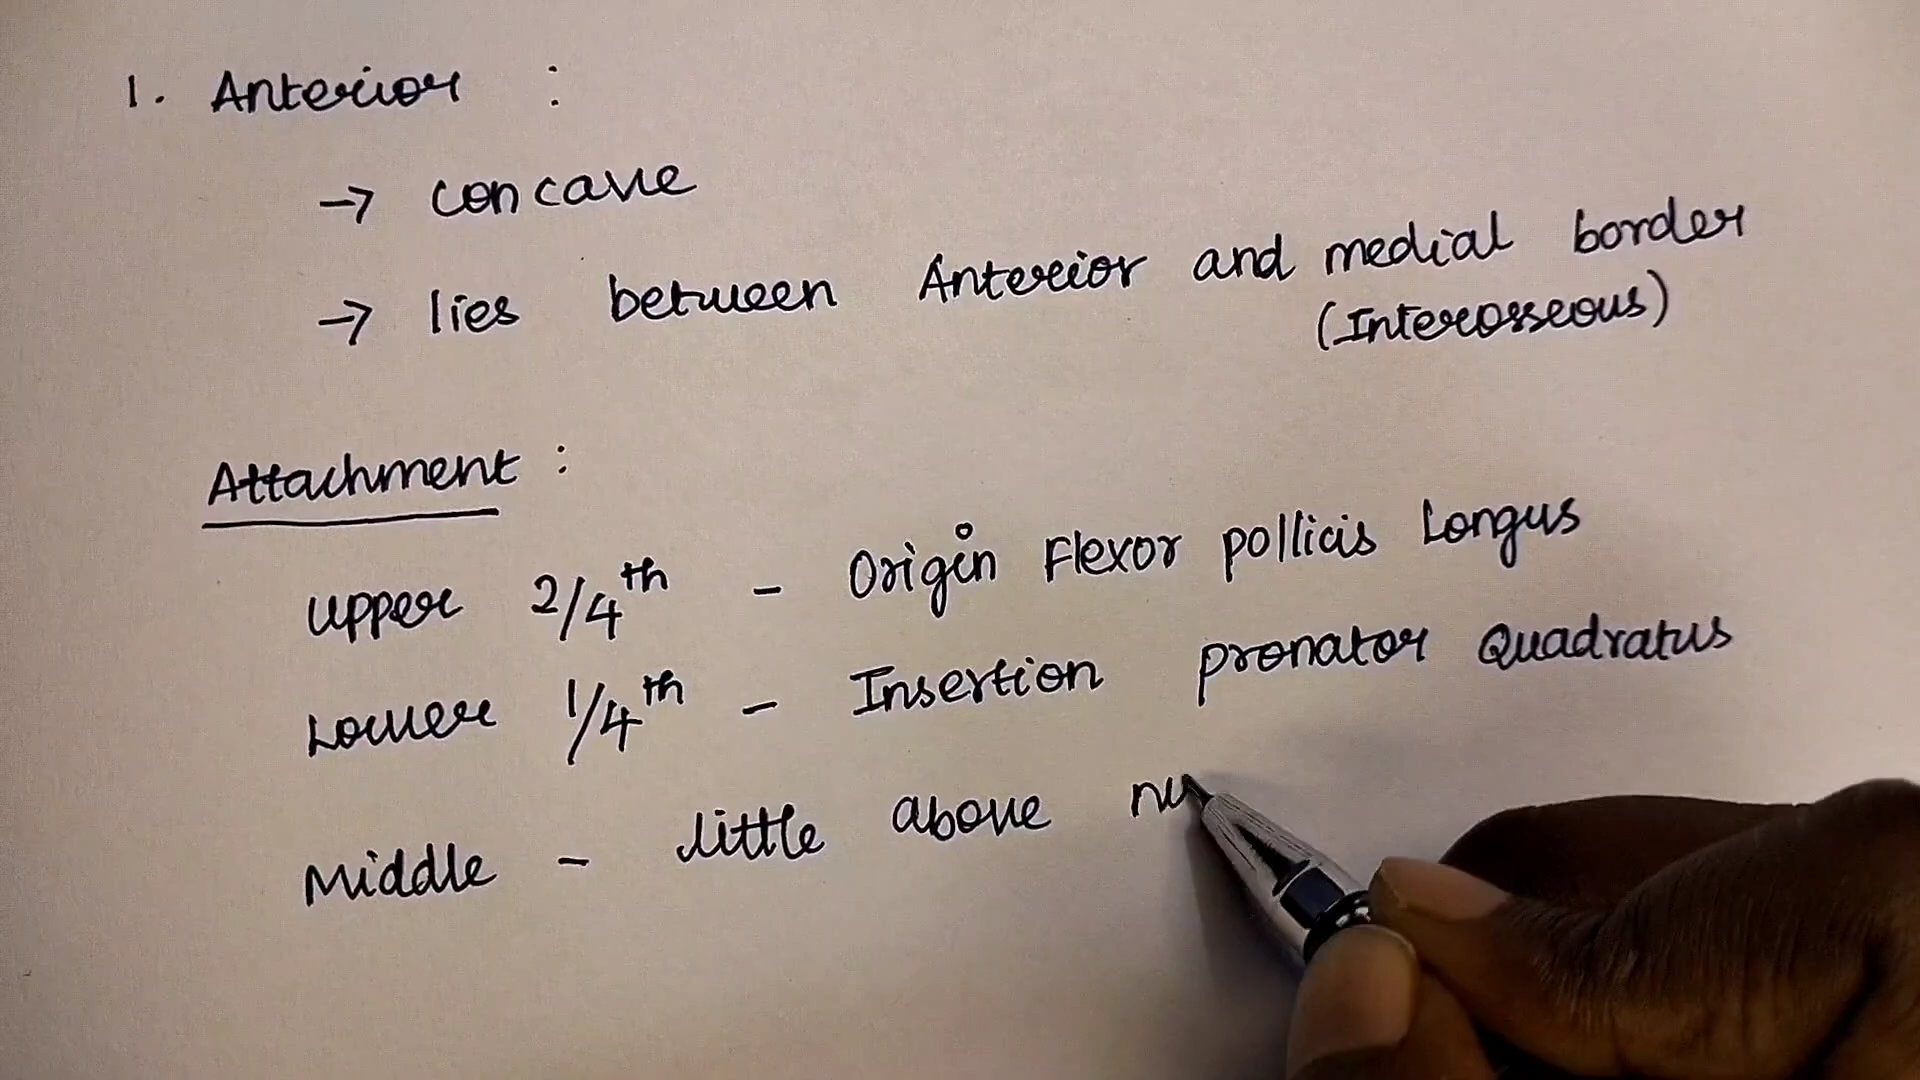 1. Anterior :
→ concave
→ lies between Anterior and medial border
(Interosseous)
Attachment :
Upper 2/4th - Origin Flexor pollicis Longus
Lower 1/4th - Insertion pronator Quadratus
Middle - little above nu